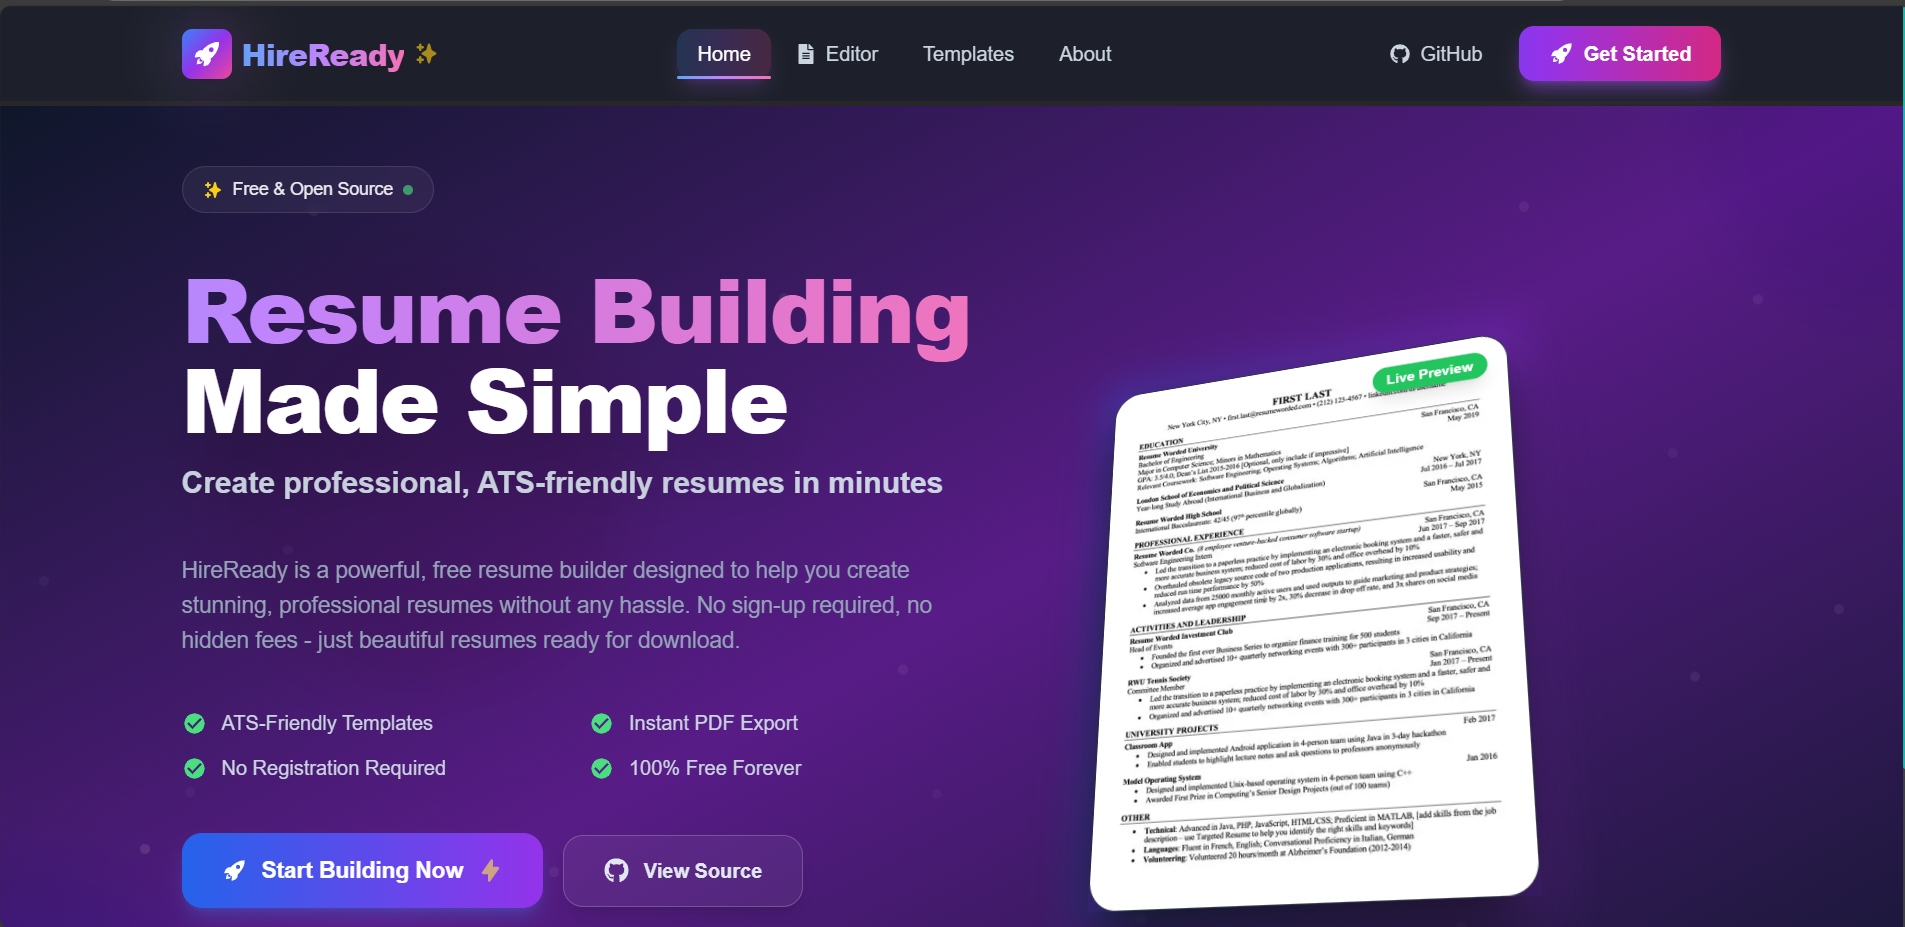 HireReady
Home
Editor
Templates
About
GitHub
Get Started
Free & Open Source
Resume Building
Made Simple
Create professional, ATS-friendly resumes in minutes
HireReady is a powerful, free resume builder designed to help you create
stunning, professional resumes without any hassle. No sign-up required, no
hidden fees - just beautiful resumes ready for download.
ATS-Friendly Templates
Instant PDF Export
No Registration Required
100% Free Forever
Start Building Now
View Source
Live Preview
FIRST LAST
New York City, NY • first.last@resumeworded.com • (212) 123-4567 •
EDUCATION
San Francisco, CA
Resume Worded University
May 2019
Bachelor of Engineering
Major in Computer Science; Minors in Mathematics
GPA: 3.5/4.0, Dean's List 2015-2016 [Optional, only include if impressive]
Relevant Coursework: Software Engineering; Operating Systems; Algorithms; Artificial Intelligence
New York, NY
London School of Economics and Political Science
Jul 2016 – Jul 2017
Year-long Study Abroad (International Business and Globalization)
San Francisco, CA
Resume Worded High School
May 2015
International Baccalaureate: 42/45 (97th percentile globally)
PROFESSIONAL EXPERIENCE
San Francisco, CA
Resume Worded Co. (8 employee venture-backed consumer software startup)
Jun 2017 – Sep 2017
Software Engineering Intern
• Led the transition to a paperless practice by implementing an electronic booking system and a faster, safer and
more accurate business system; reduced cost of labor by 30% and office overhead by 10%
• Overhauled obsolete legacy source code of two production applications, resulting in increased usability and
reduced run time performance by 50%
• Analyzed data from 25000 monthly active users and used outputs to guide marketing and product strategies;
increased average app engagement time by 2x, 30% decrease in drop off rate, and 3x shares on social media
ACTIVITIES AND LEADERSHIP
San Francisco, CA
Resume Worded Investment Club
Sep 2017 – Present
Head of Events
• Founded the first ever Business Series to organize finance training for 500 students
• Organized and advertised 10+ quarterly networking events with 300+ participants in 3 cities in California
San Francisco, CA
RWU Tennis Society
Jan 2017 – Present
Committee Member
• Led the transition to a paperless practice by implementing an electronic booking system and a faster, safer and
more accurate business system; reduced cost of labor by 30% and office overhead by 10%
• Organized and advertised 10+ quarterly networking events with 300+ participants in 3 cities in California
UNIVERSITY PROJECTS
Classroom App
Feb 2017
• Designed and implemented Android application in 4-person team using Java in 3-day hackathon
• Enabled students to highlight lecture notes and ask questions to professors anonymously
Model Operating System
Jan 2016
• Designed and implemented Unix-based operating system in 4-person team using C++
• Awarded First Prize in Computing's Senior Design Projects (out of 100 teams)
OTHER
• Technical: Advanced in Java, PHP, JavaScript, HTML/CSS; Proficient in MATLAB, [add skills from the job
description – use Targeted Resume to help you identify the right skills and keywords]
• Languages: Fluent in French, English; Conversational Proficiency in Italian, German
• Volunteering: Volunteered 20 hours/month at Alzheimer's Foundation (2012-2014)